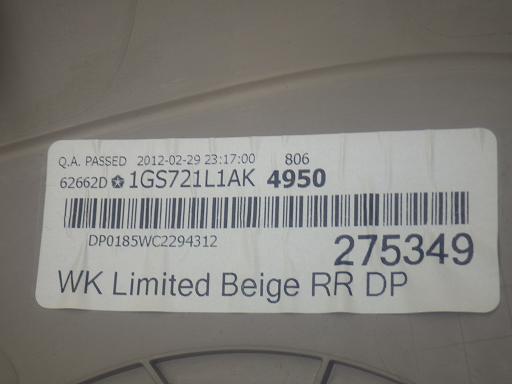 Q.A. PASSED 2012-02-29 23:17:00 806
62662D 1GS721L1AK 4950
DP0185WC2294312
275349
WK Limited Beige RR DP